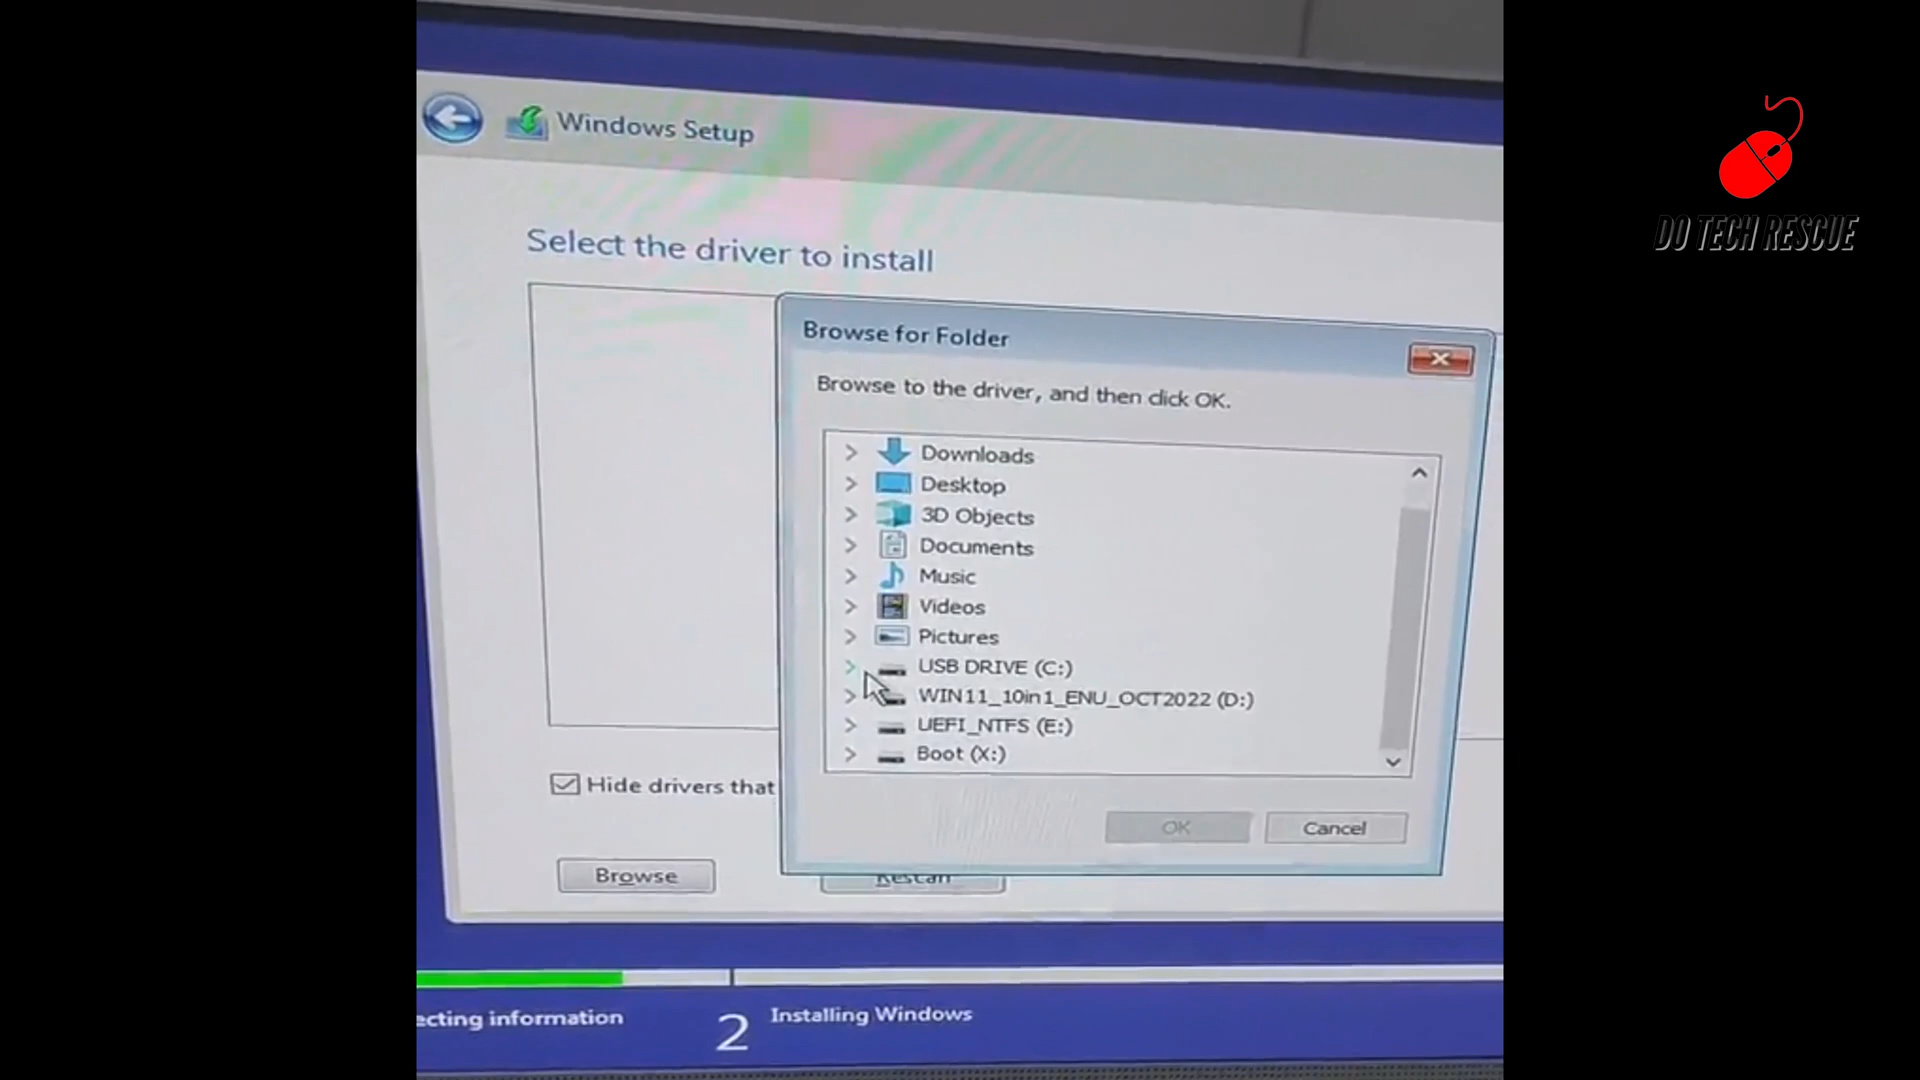 Windows Setup
DO TECH RESCUE
Select the driver to install
Browse for Folder
Browse to the driver, and then click OK.
Downloads
Desktop
3D Objects
Documents
Music
Videos
Pictures
USB DRIVE (C:)
WIN11_10in1_ENU_OCT2022 (D:)
UEFI_NTFS (E:)
Boot (X:)
Hide drivers that
OK
Cancel
Browse
Rescan
ecting information
2
Installing Windows